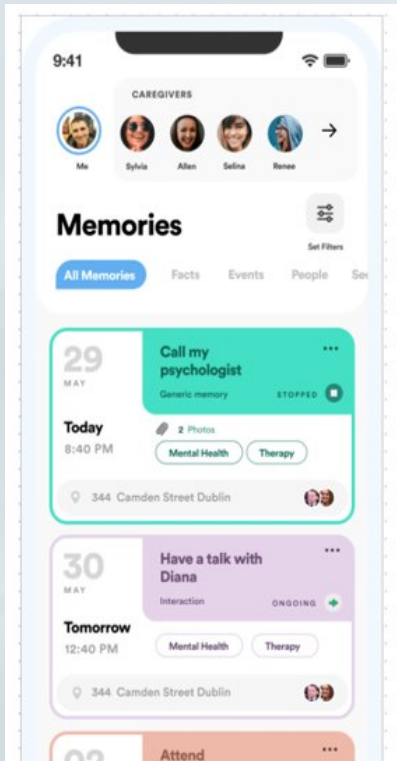 9:41
CAREGIVERS
Me
Sylvia
Allen
Selina
Renee
Memories
Set Filters
All Memories
Facts
Events
People
29
MAY
Call my
psychologist
Generic memory
STOPPED
Today
8:40 PM
2 Photos
Mental Health
Therapy
344 Camden Street Dublin
30
MAY
Have a talk with
Diana
Interaction
ONGOING
Tomorrow
12:40 PM
Mental Health
Therapy
344 Camden Street Dublin
Attend